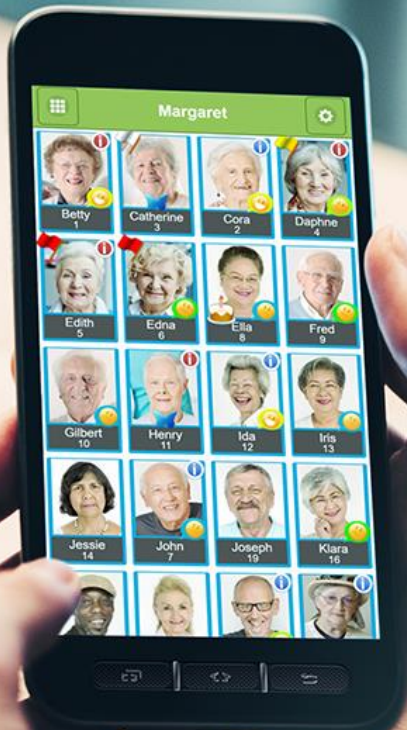 Margaret
Betty
1
Catherine
3
Cora
2
Daphne
4
Edith
5
Edna
6
Ella
8
Fred
9
Gilbert
10
Henry
11
Ida
12
Iris
13
Jessie
14
John
7
Joseph
19
Klara
16